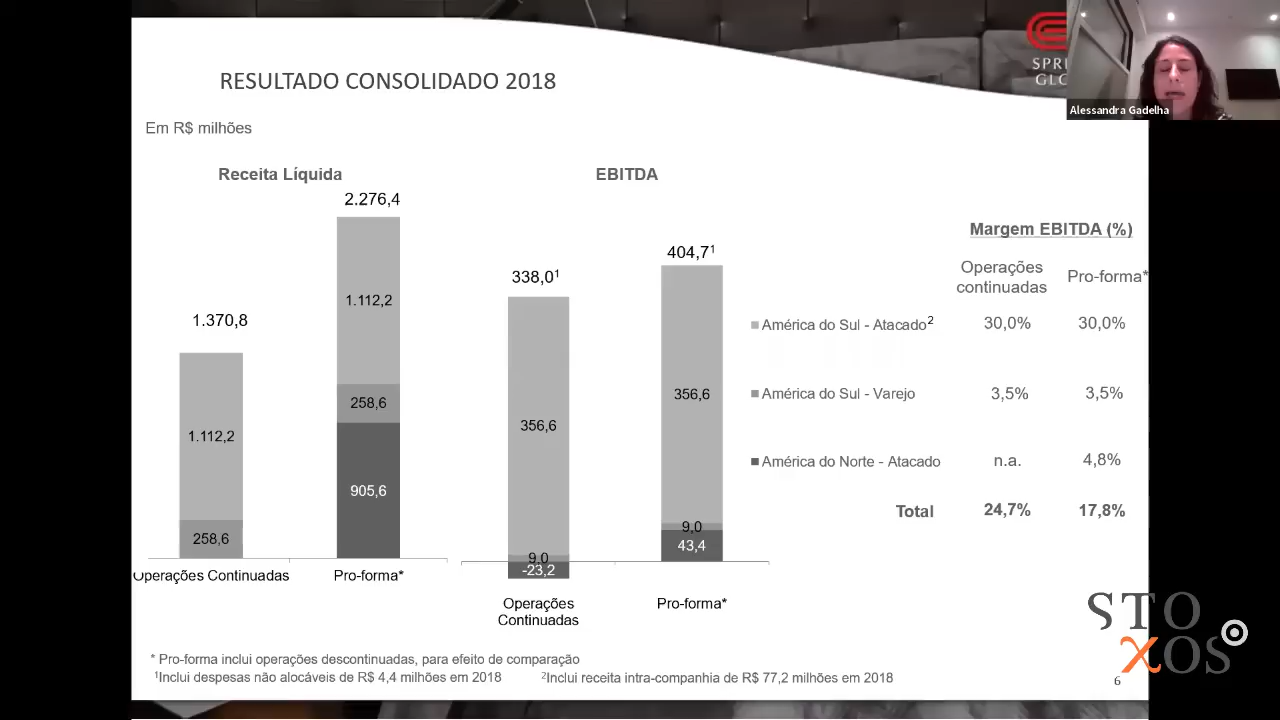 RESULTADO CONSOLIDADO 2018
SPRI
GLO
Alessandra Gadelha
Em R$ milhões
Receita Líquida
2.276,4
1.112,2
258,6
905,6
1.370,8
1.112,2
258,6
Operações Continuadas
Pro-forma*
EBITDA
338,0¹
356,6
9,0
-23,2
404,7¹
356,6
9,0
43,4
Operações
Continuadas
Pro-forma*
Margem EBITDA (%)
Operações
continuadas
Pro-forma*
América do Sul - Atacado² 30,0% 30,0%
América do Sul - Varejo 3,5% 3,5%
América do Norte - Atacado n.a. 4,8%
Total 24,7% 17,8%
* Pro-forma inclui operações descontinuadas, para efeito de comparação
¹Inclui despesas não alocáveis de R$ 4,4 milhões em 2018 ²Inclui receita intra-companhia de R$ 77,2 milhões em 2018
STO
XOS
6